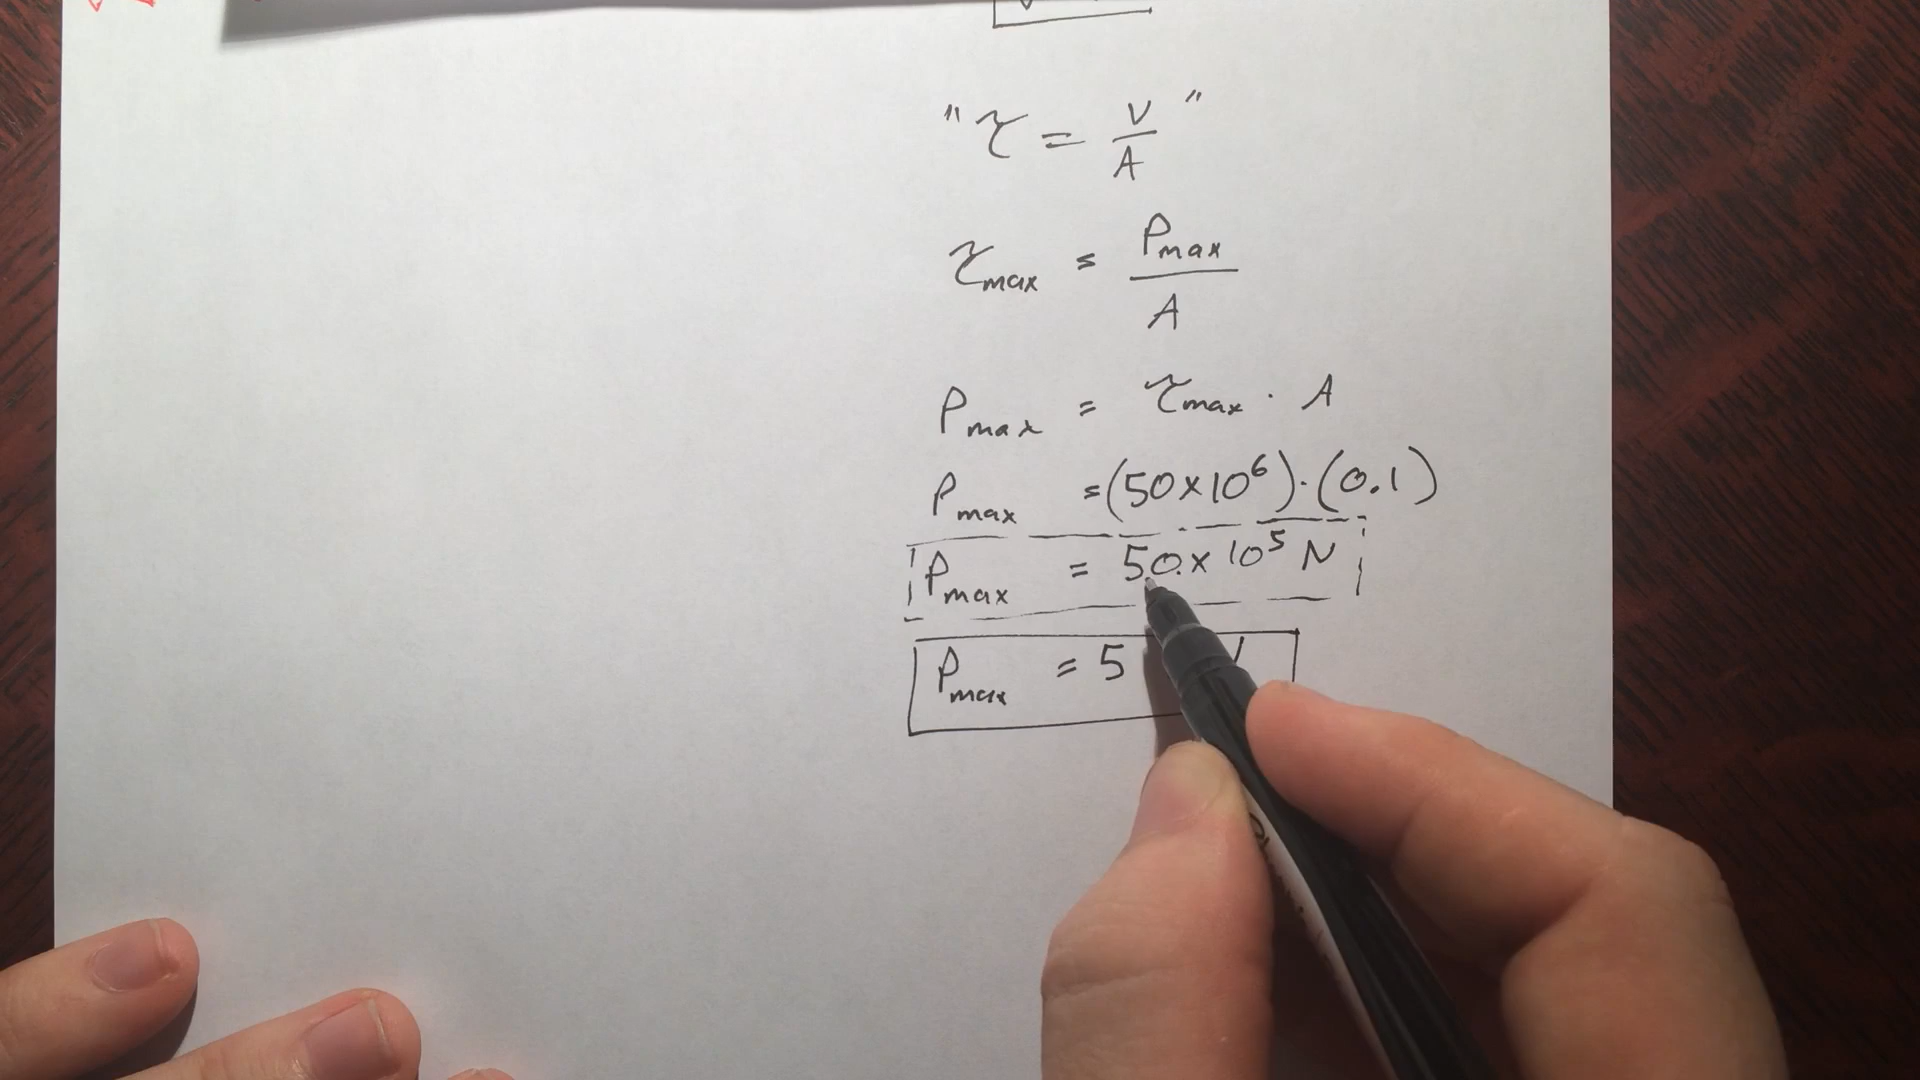 "τ = V/A"
τmax = Pmax/A
Pmax = τmax · A
Pmax = (50×10⁶)·(0.1)
Pmax = 50.×10⁵ N
Pmax = 5